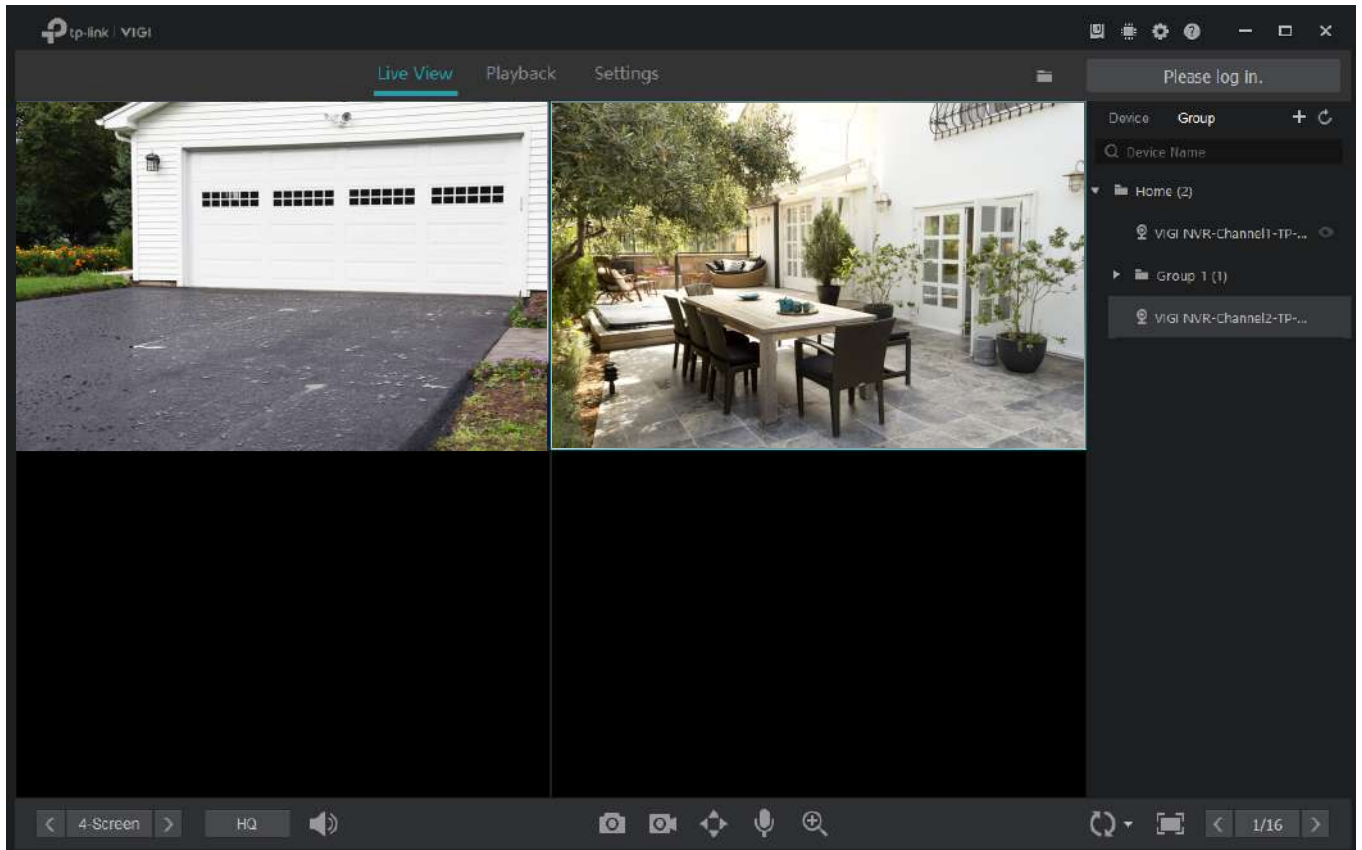 tp-link | VIGI
Live View Playback Settings
Please log in.
Device Group
Device Name
Home (2)
VIGI NVR-Channel1-TP-...
Group 1 (1)
VIGI NVR-Channel2-TP-...
4-Screen
HQ
1/16